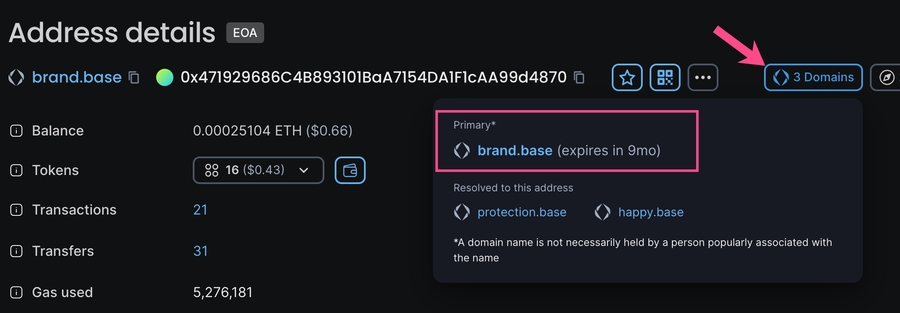 Address details EOA
brand.base 0x471929686C4B893101BaA7154DA1F1cAA99d4870 3 Domains
Balance 0.00025104 ETH ($0.66)
Tokens 16 ($0.43)
Transactions 21
Transfers 31
Gas used 5,276,181
Primary*
brand.base (expires in 9mo)
Resolved to this address
protection.base happy.base
*A domain name is not necessarily held by a person popularly associated with
the name